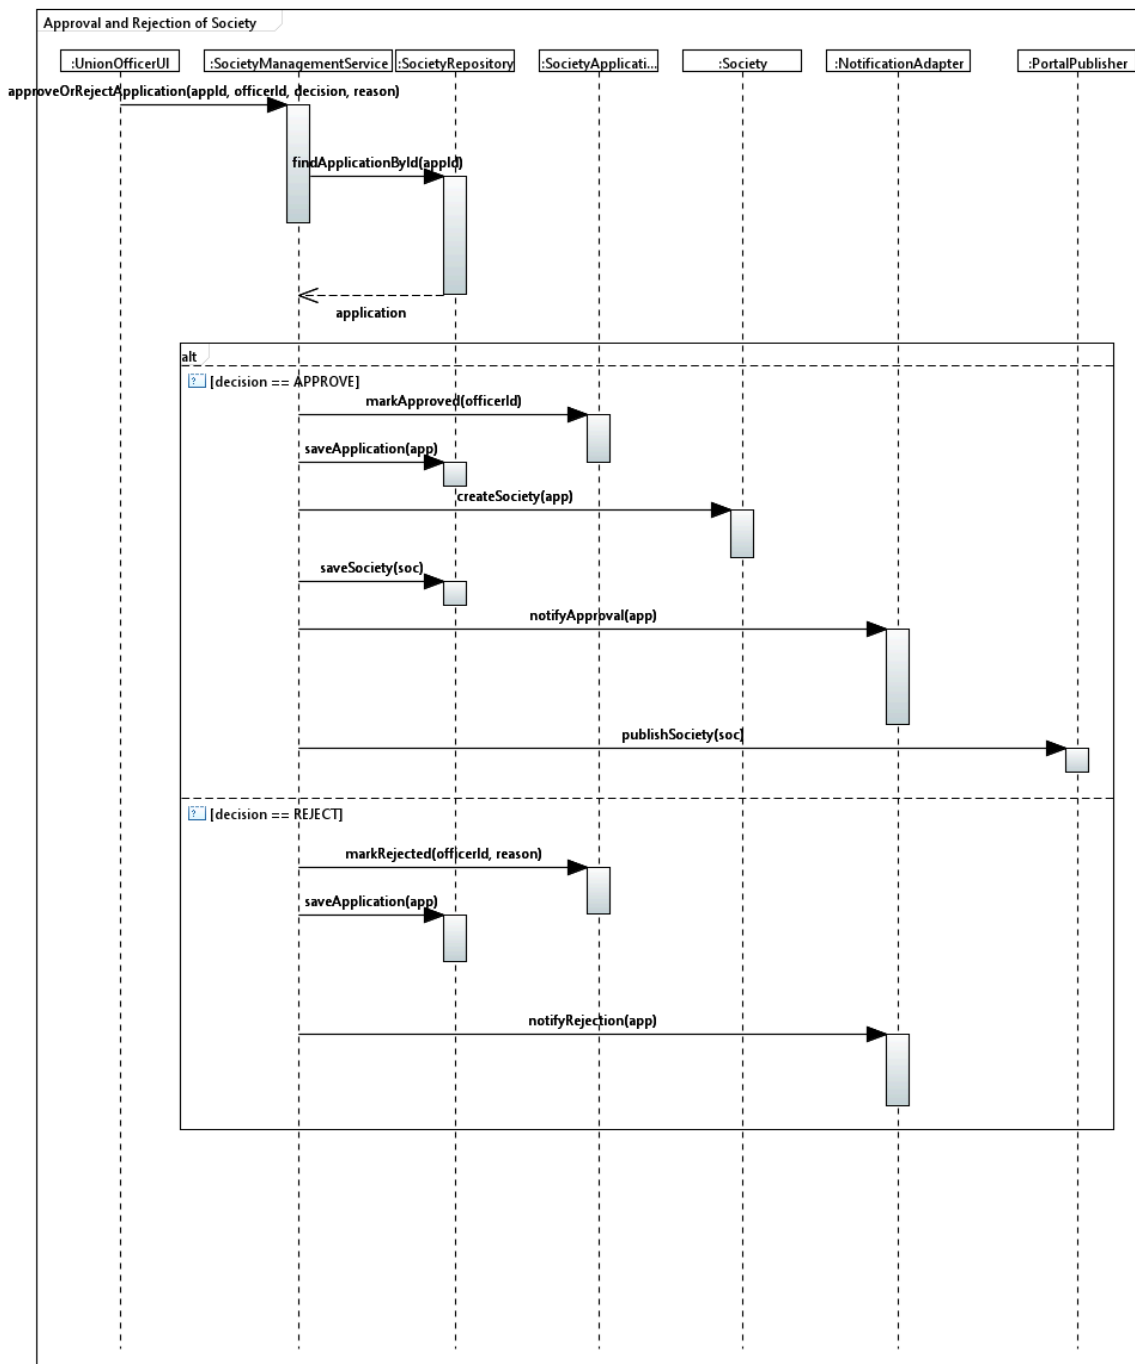 Approval and Rejection of Society
:UnionOfficerUI
:SocietyManagementService
:SocietyRepository
:SocietyApplicati...
:Society
:NotificationAdapter
:PortalPublisher
approveOrRejectApplication(appId, officerId, decision, reason)
findApplicationById(appId)
application
alt
[decision == APPROVE]
markApproved(officerId)
saveApplication(app)
createSociety(app)
saveSociety(soc)
notifyApproval(app)
publishSociety(soc)
[decision == REJECT]
markRejected(officerId, reason)
saveApplication(app)
notifyRejection(app)